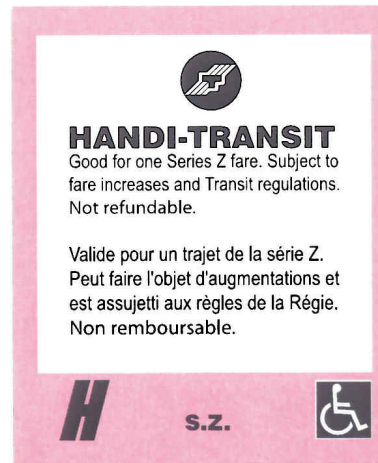 HANDI-TRANSIT
Good for one Series Z fare. Subject to
fare increases and Transit regulations.
Not refundable.
Valide pour un trajet de la série Z.
Peut faire l'objet d'augmentations et
est assujetti aux règles de la Régie.
Non remboursable.
H s.z.